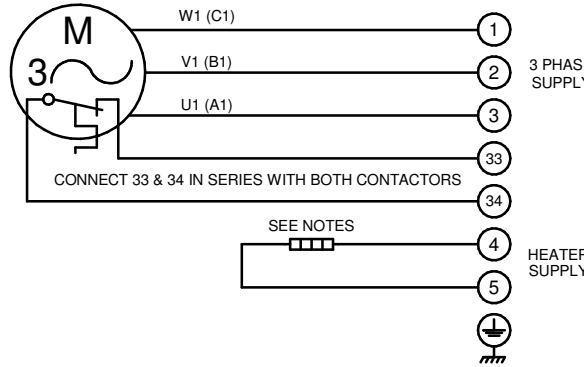 M
3
W1 (C1)
V1 (B1)
U1 (A1)
1
2
3
3 PHAS
SUPPLY
33
CONNECT 33 & 34 IN SERIES WITH BOTH CONTACTORS
34
SEE NOTES
4
5
HEATER
SUPPLY